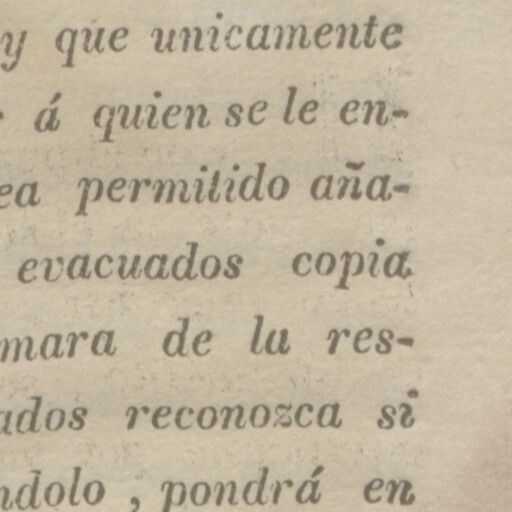 y que unicamente
á quien se le en-
ea permitido aña-
evacuados copia
mara de la res-
ados reconozca si
ndolo , pondrá en